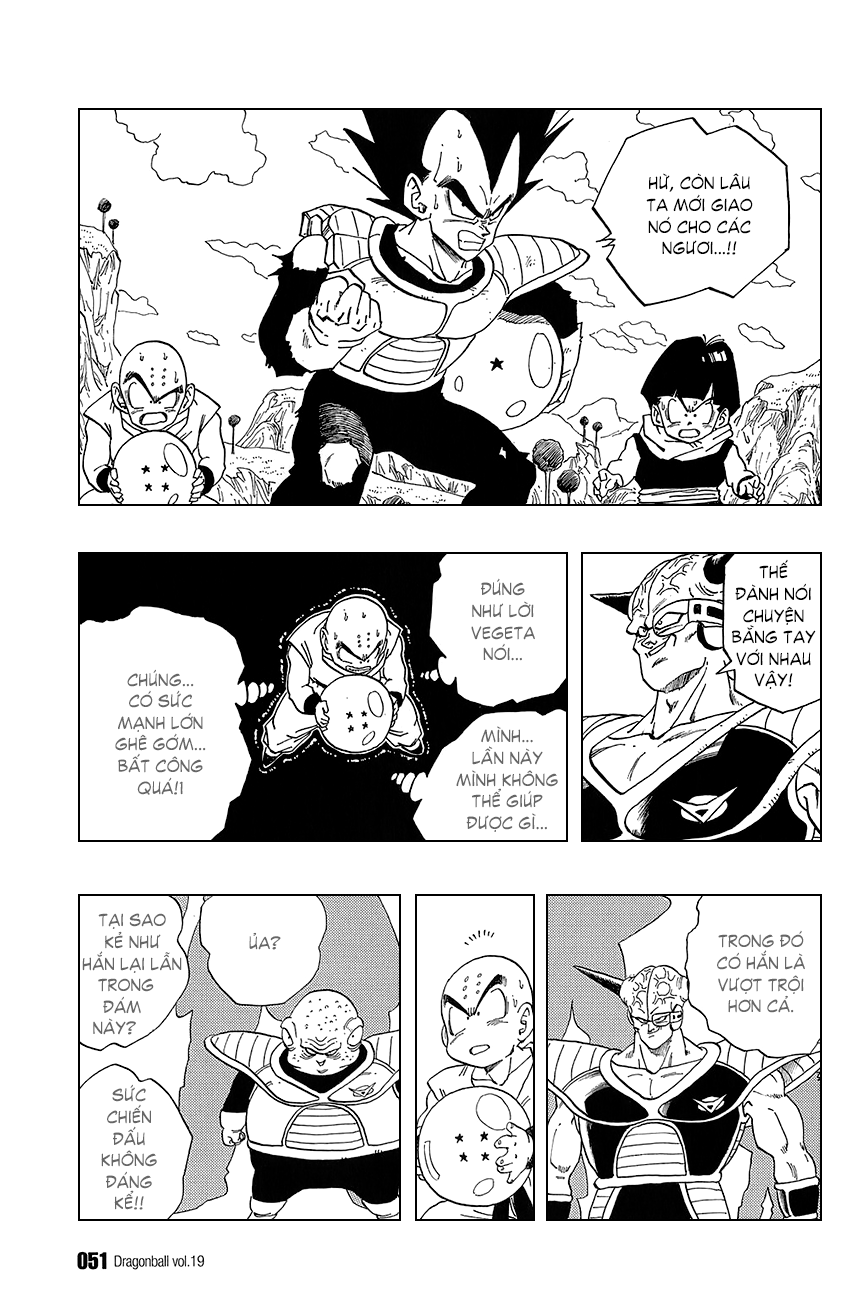 HỪ, CÒN LÂU
TA MỚI GIAO
NÓ CHO CÁC
NGƯƠI...!!
THẾ
ĐÀNH NÓI
CHUYỆN
BẰNG TAY
VỚI NHAU
VẬY!
ĐÚNG
NHƯ LỜI
VEGETA
NÓI...
MÌNH...
LẦN NÀY
MÌNH KHÔNG
THỂ GIÚP
ĐƯỢC GÌ...
CHÚNG...
CÓ SỨC
MẠNH LỚN
GHÊ GỚM...
BẤT CÔNG
QUÁ!1
TRONG ĐÓ
CÓ HẮN LÀ
VƯỢT TRỘI
HƠN CẢ.
ỦA?
TẠI SAO
KẺ NHƯ
HẮN LẠI LẪN
TRONG
ĐÁM
NÀY?
SỨC
CHIẾN
ĐẤU
KHÔNG
ĐÁNG
KỂ!!
051 Dragonball vol.19